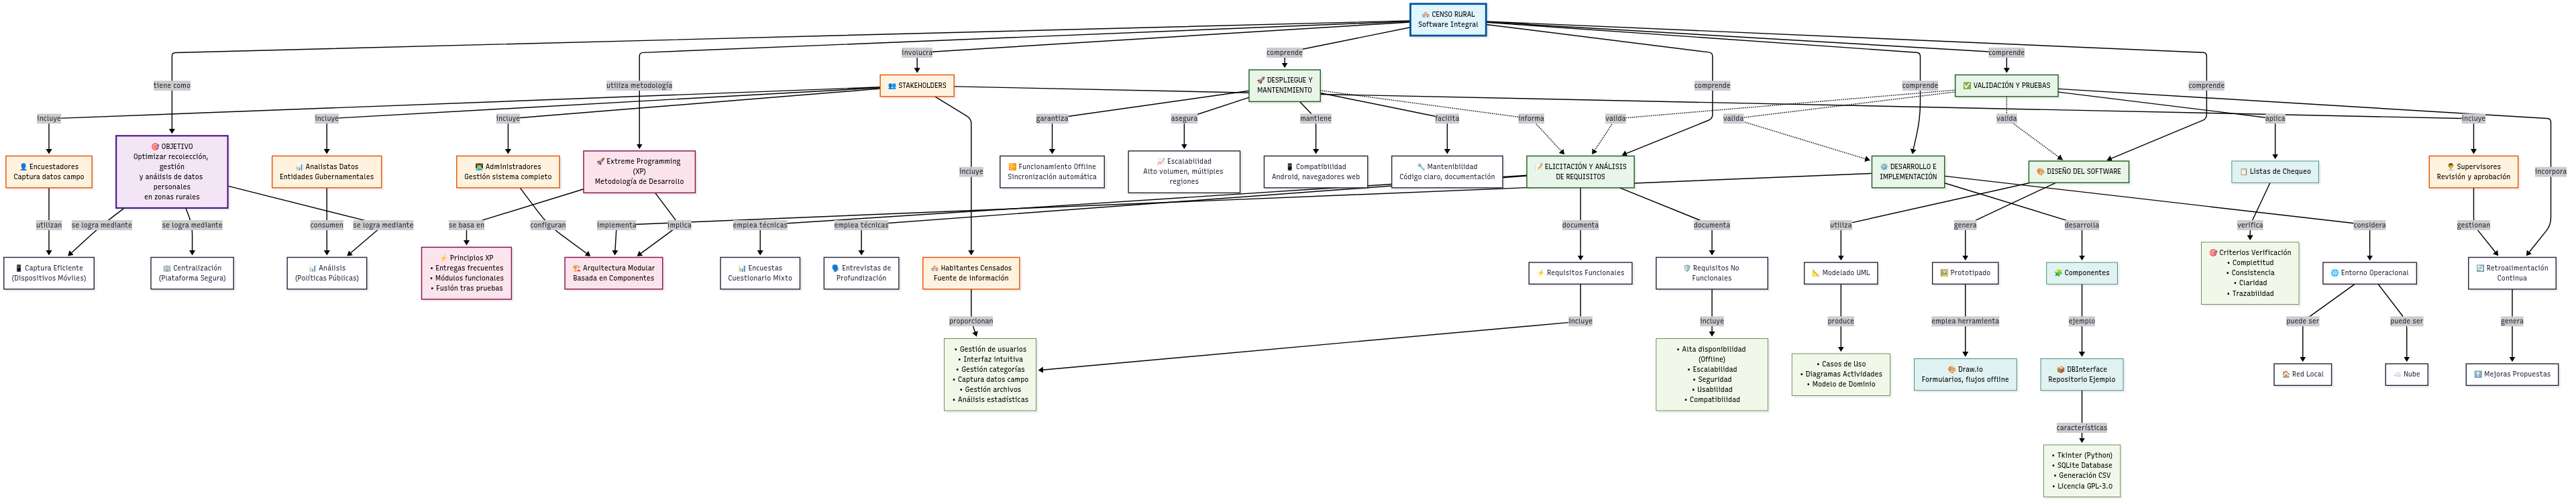 CENSO RURAL
Software Integral
involucra
comprende
comprende
tiene como
utiliza metodología
STAKEHOLDERS
DESPLIEGUE Y
MANTENIMIENTO
comprende
comprende
VALIDACIÓN Y PRUEBAS
comprende
incluye
incluye
incluye
garantiza
asegura
mantiene
facilita
informa
valida
valida
valida
aplica
incluye
Encuestadores
Captura datos campo
OBJETIVO
Optimizar recolección,
gestión
y análisis de datos
personales
en zonas rurales
Analistas Datos
Entidades Gubernamentales
Administradores
Gestión sistema completo
Extreme Programming
(XP)
Metodología de Desarrollo
incluye
Funcionamiento Offline
Sincronización automática
Escalabilidad
Alto volumen, múltiples
regiones
Compatibilidad
Android, navegadores web
Mantenibilidad
Código claro, documentación
ELICITACIÓN Y ANÁLISIS
DE REQUISITOS
DESARROLLO E
IMPLEMENTACIÓN
DISEÑO DEL SOFTWARE
Listas de Chequeo
Supervisores
Revisión y aprobación
incorpora
utilizan
se logra mediante
se logra mediante
consumen
se logra mediante
se basa en
configuran
implementa
implica
emplea técnicas
emplea técnicas
documenta
documenta
utiliza
genera
desarrolla
verifica
considera
gestionan
Captura Eficiente
(Dispositivos Móviles)
Centralización
(Plataforma Segura)
Análisis
(Políticas Públicas)
Principios XP
• Entregas frecuentes
• Módulos funcionales
• Fusión tras pruebas
Arquitectura Modular
Basada en Componentes
Encuestas
Cuestionario Mixto
Entrevistas de
Profundización
Habitantes Censados
Fuente de información
Requisitos Funcionales
Requisitos No
Funcionales
Modelado UML
Prototipado
Componentes
Criterios Verificación
• Completitud
• Consistencia
• Claridad
• Trazabilidad
Entorno Operacional
Retroalimentación
Continua
proporcionan
incluye
incluye
produce
emplea herramienta
ejemplo
puede ser
puede ser
genera
• Gestión de usuarios
• Interfaz intuitiva
• Gestión categorías
• Captura datos campo
• Gestión archivos
• Análisis estadísticas
• Alta disponibilidad
(Offline)
• Escalabilidad
• Seguridad
• Usabilidad
• Compatibilidad
• Casos de Uso
• Diagramas Actividades
• Modelo de Dominio
Draw.io
Formularios, flujos offline
DBInterface
Repositorio Ejemplo
Red Local
Nube
Mejoras Propuestas
características
• Tkinter (Python)
• SQLite Database
• Generación CSV
• Licencia GPL-3.0